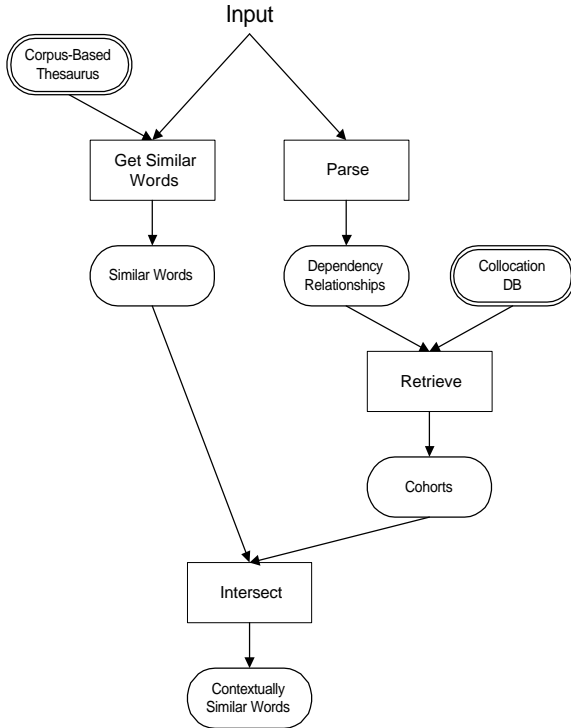 Input
Corpus-Based
Thesaurus
Get Similar
Words
Parse
Similar Words
Dependency
Relationships
Collocation
DB
Retrieve
Cohorts
Intersect
Contextually
Similar Words